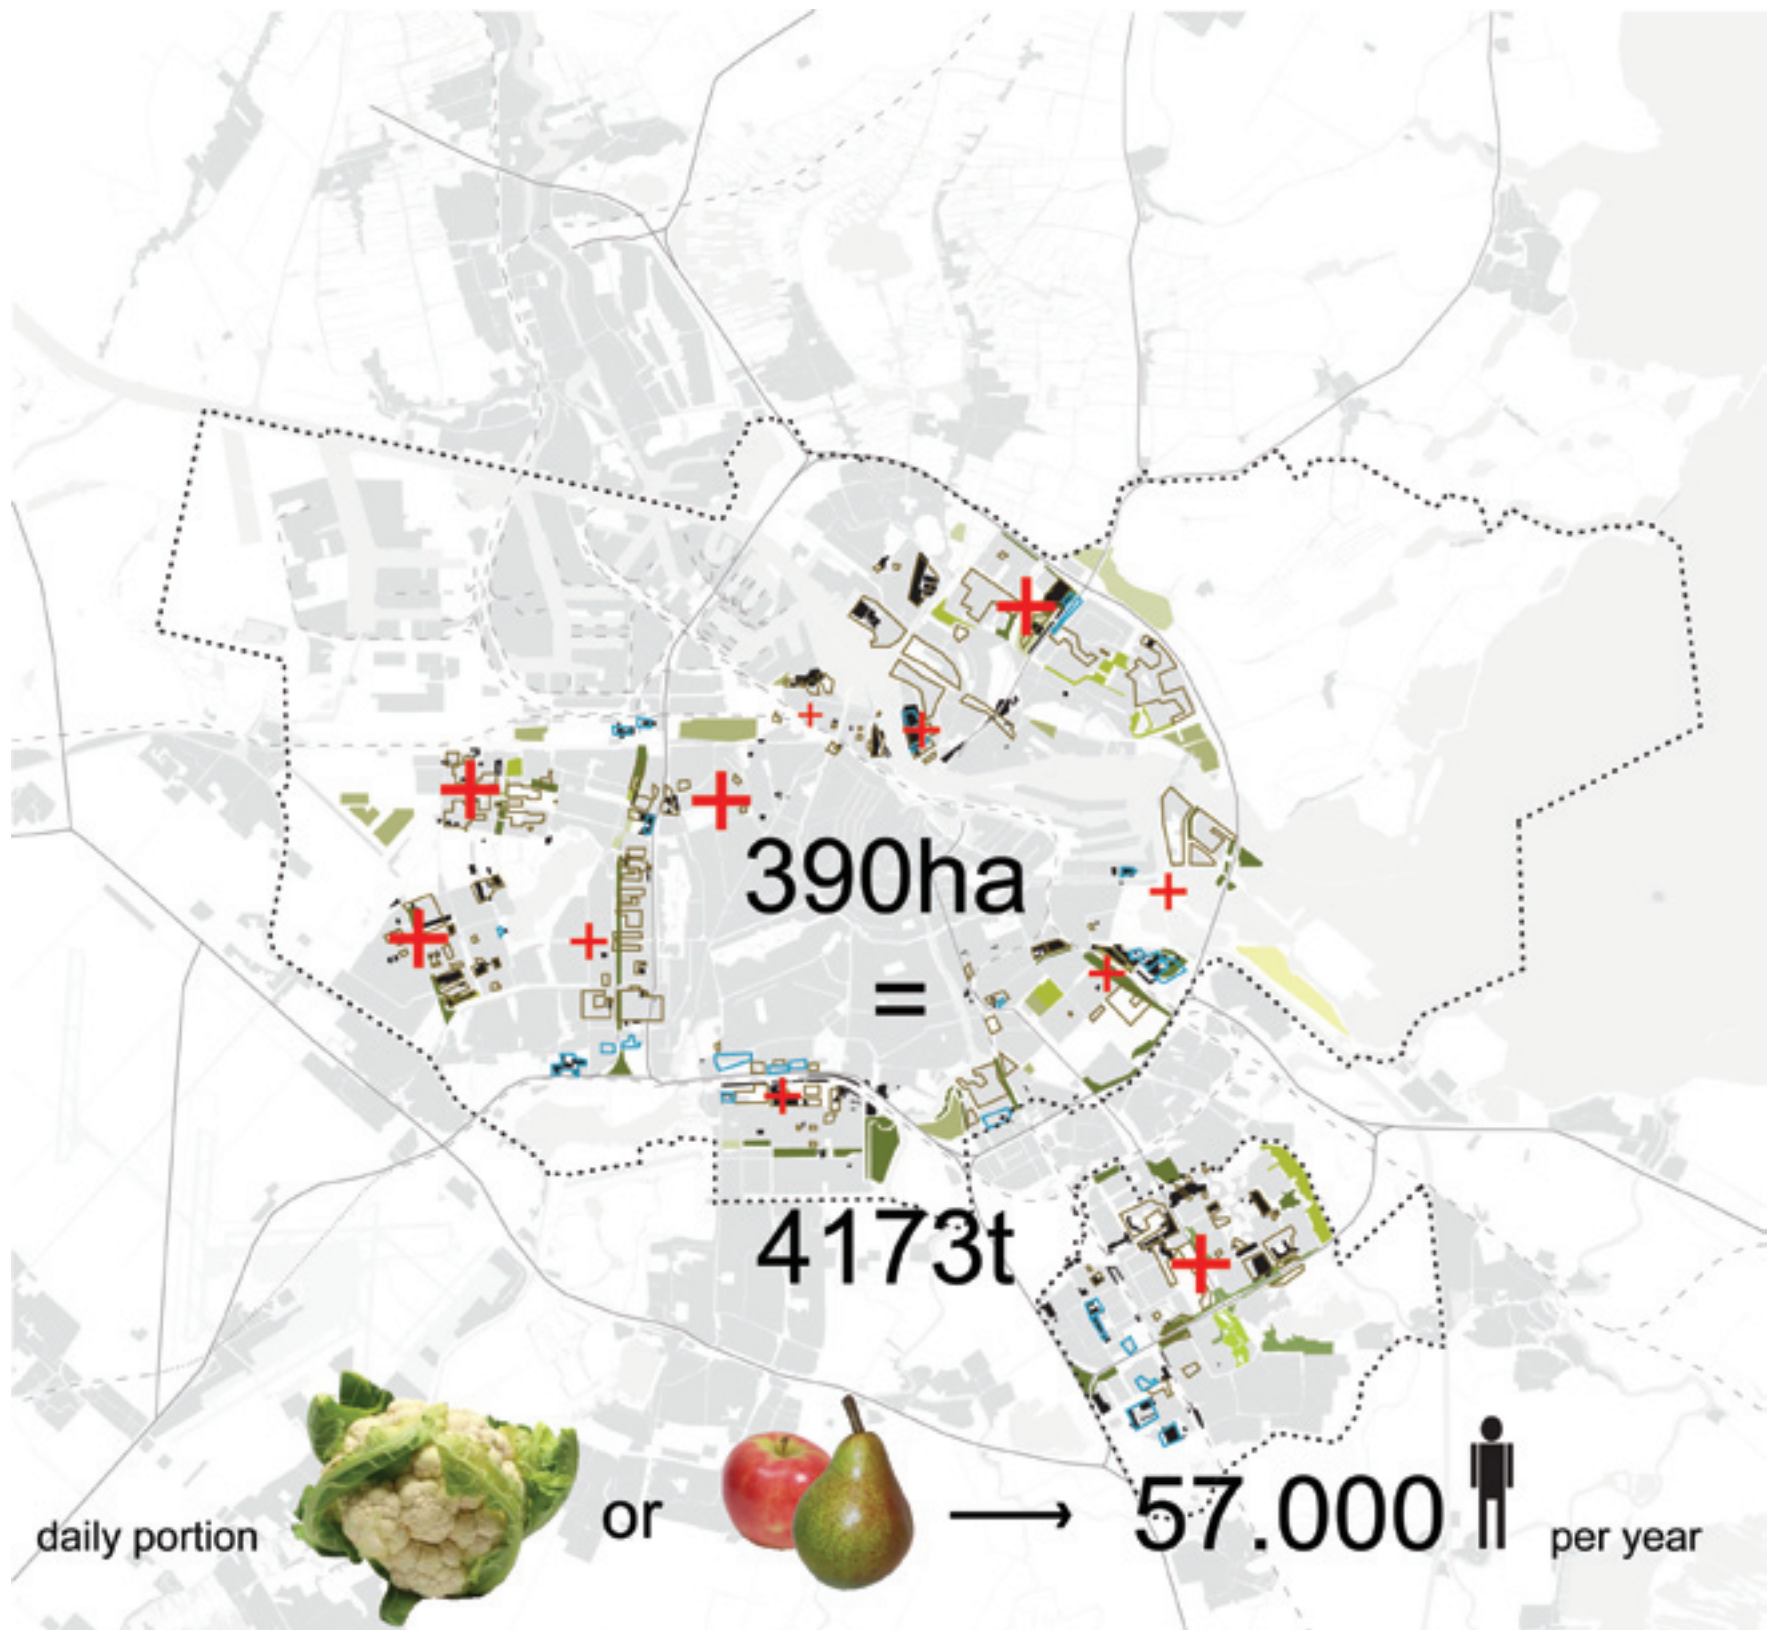 390ha
=
4173t
daily portion or → 57.000 per year